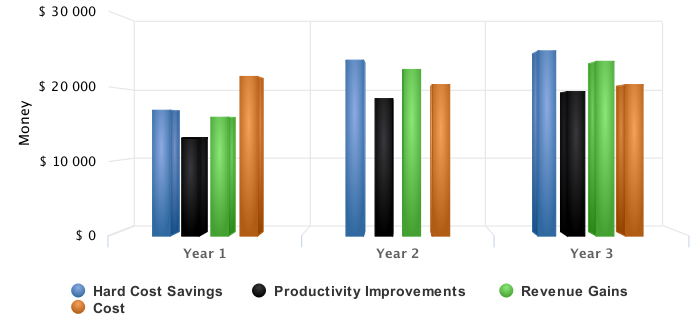 $ 30 000
$ 20 000
Money
$ 10 000
$ 0
Year 1 Year 2 Year 3
Hard Cost Savings Productivity Improvements Revenue Gains
Cost